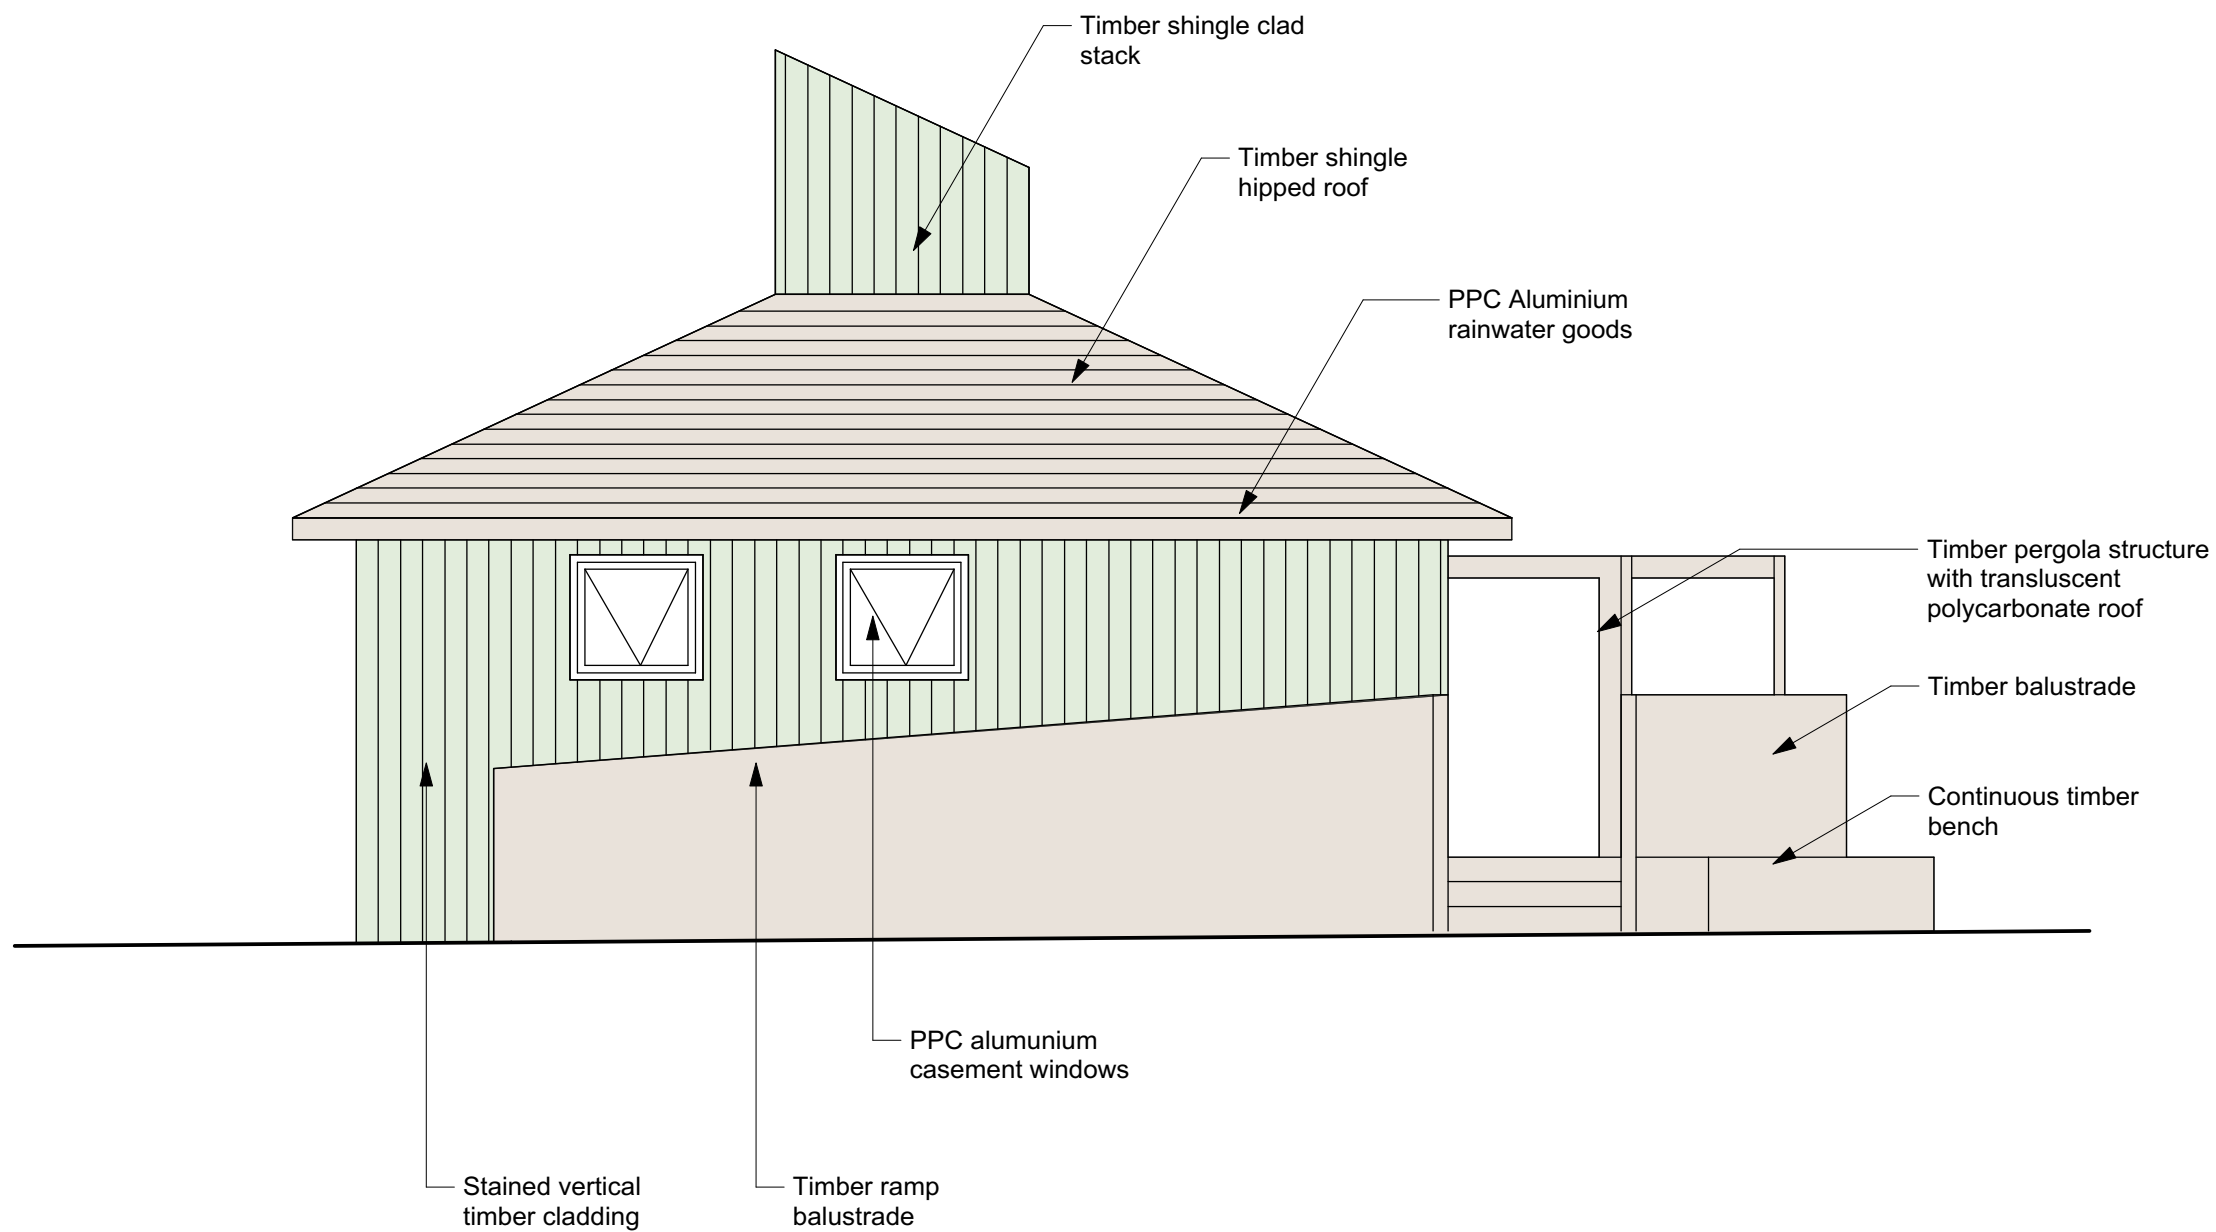 Timber shingle clad
stack
Timber shingle
hipped roof
PPC Aluminium
rainwater goods
Timber pergola structure
with transluscent
polycarbonate roof
Timber balustrade
Continuous timber
bench
PPC alumunium
casement windows
Stained vertical
timber cladding
Timber ramp
balustrade